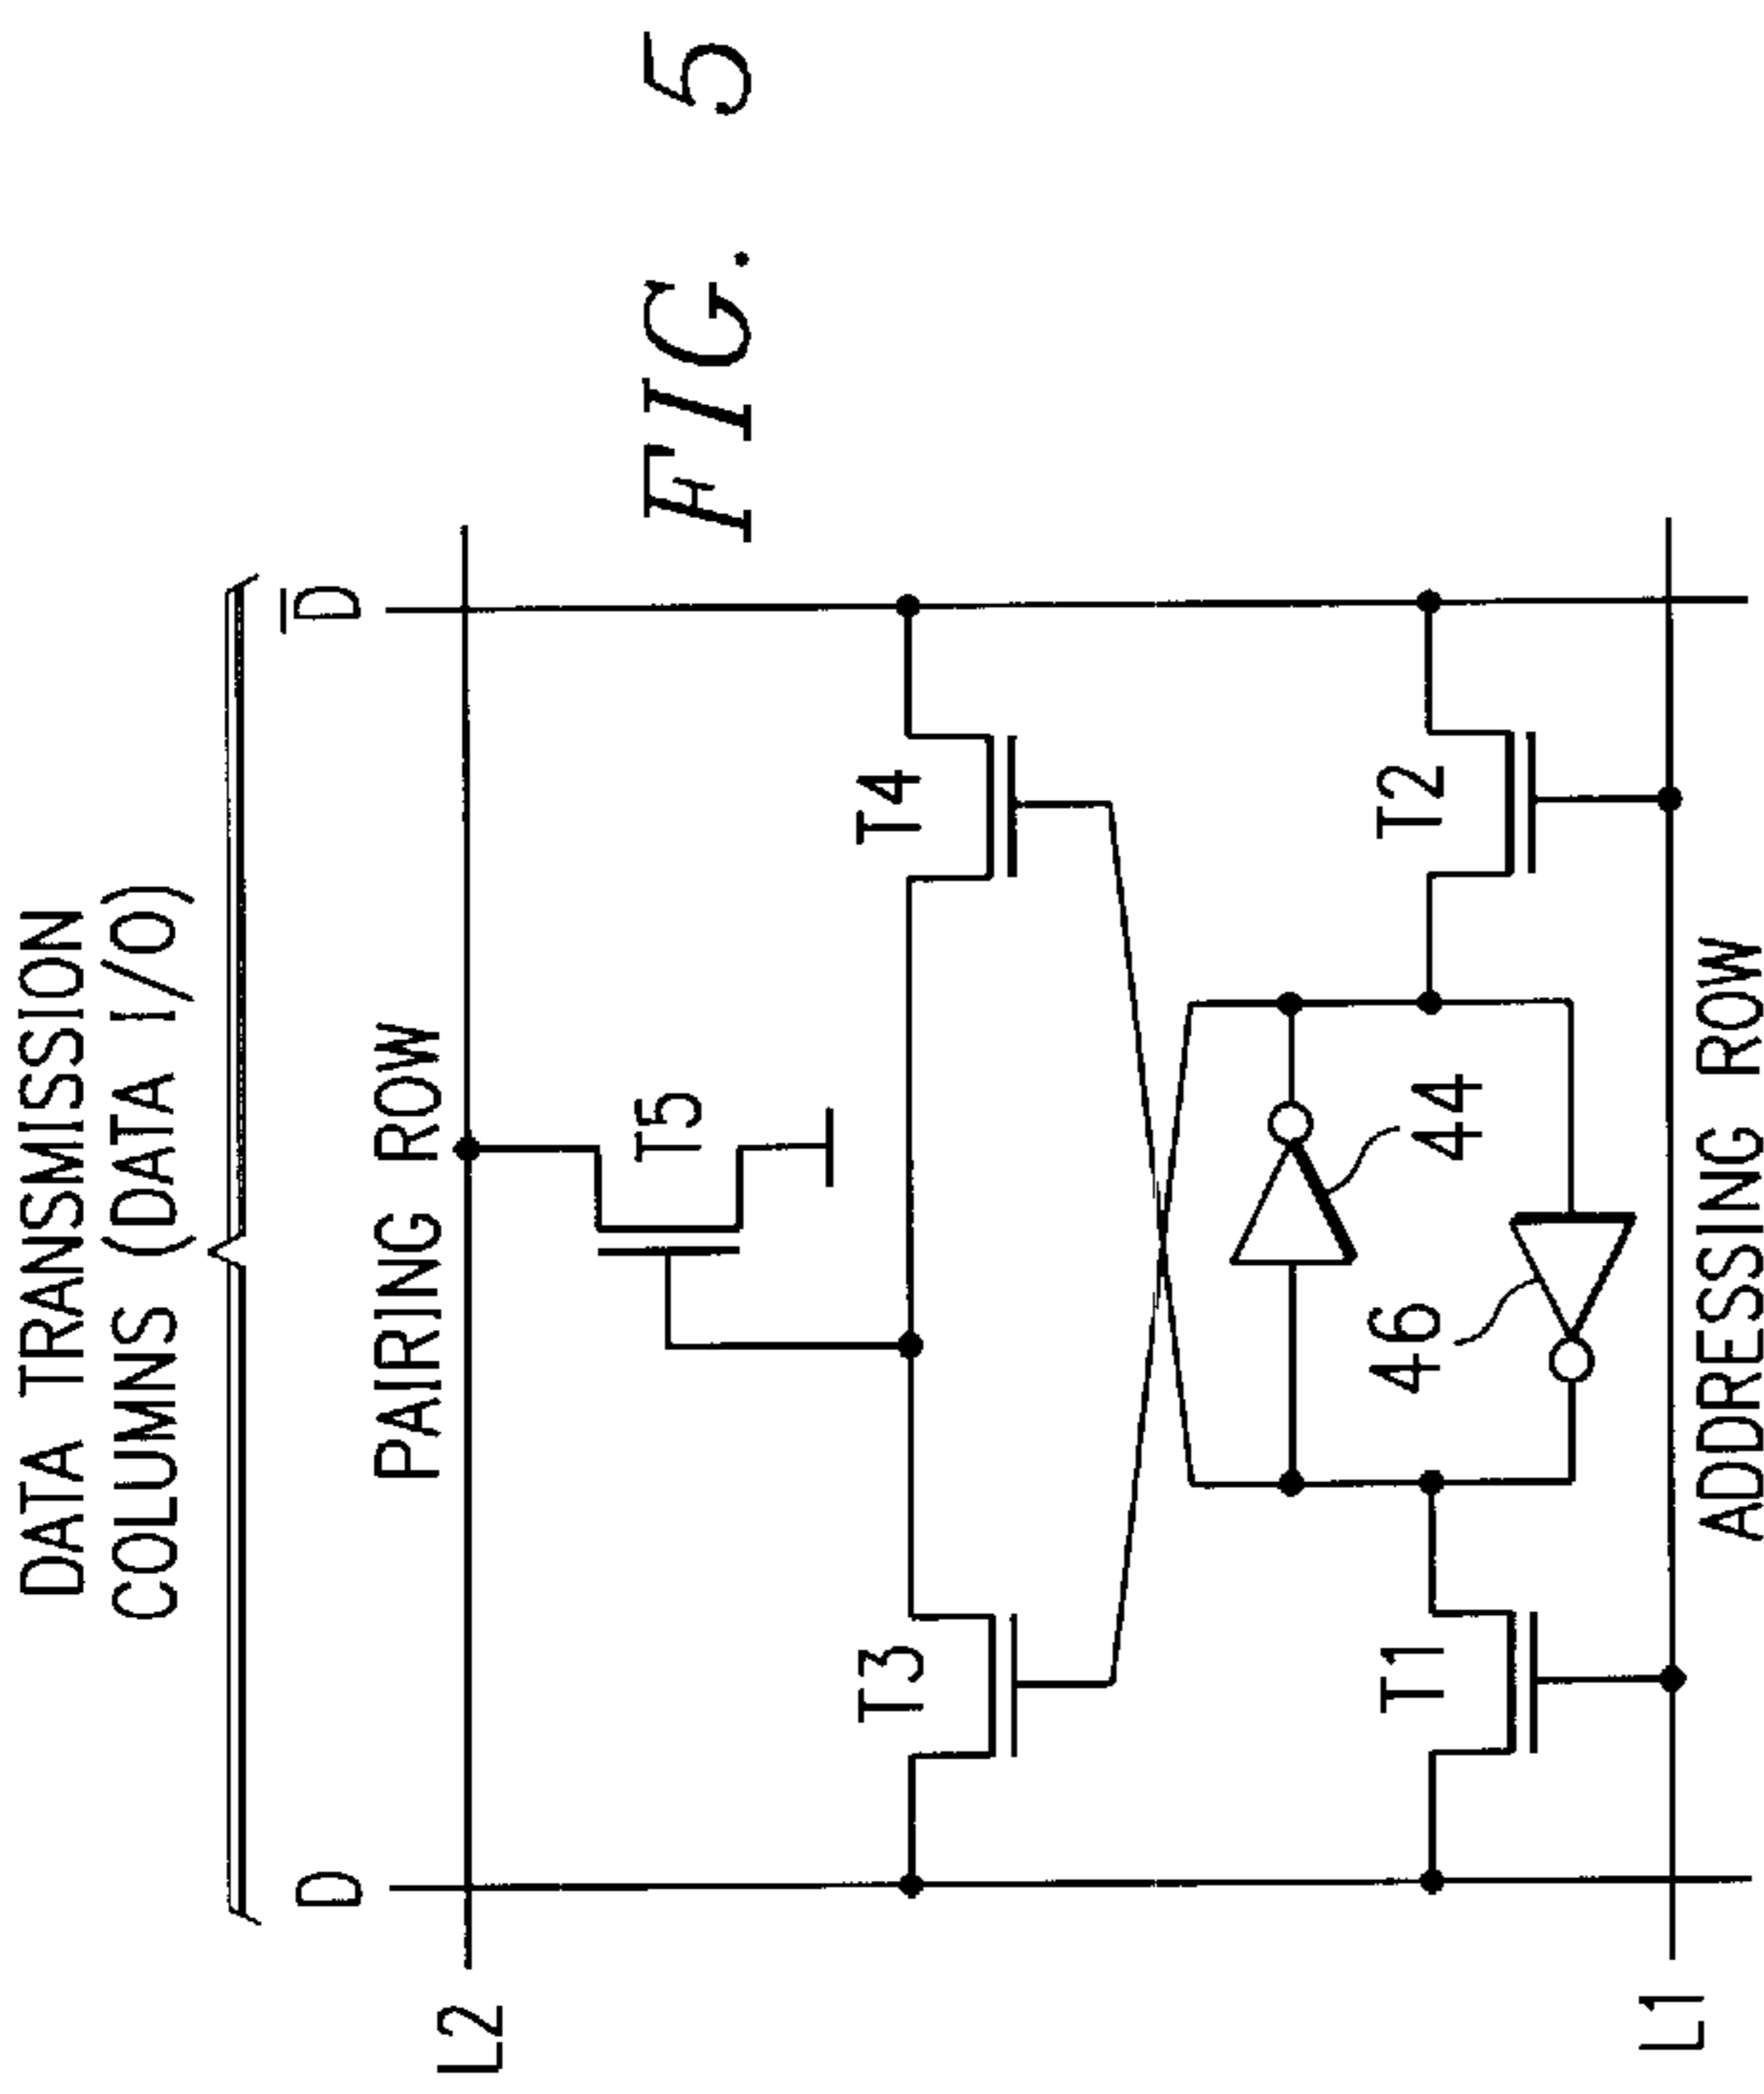 DATA TRANSMISSION
COLUMNS (DATA I/O)
D
D̅
L2
PAIRING ROW
T5
FIG. 5
T3
T4
44
46
T1
T2
L1
ADDRESSING ROW